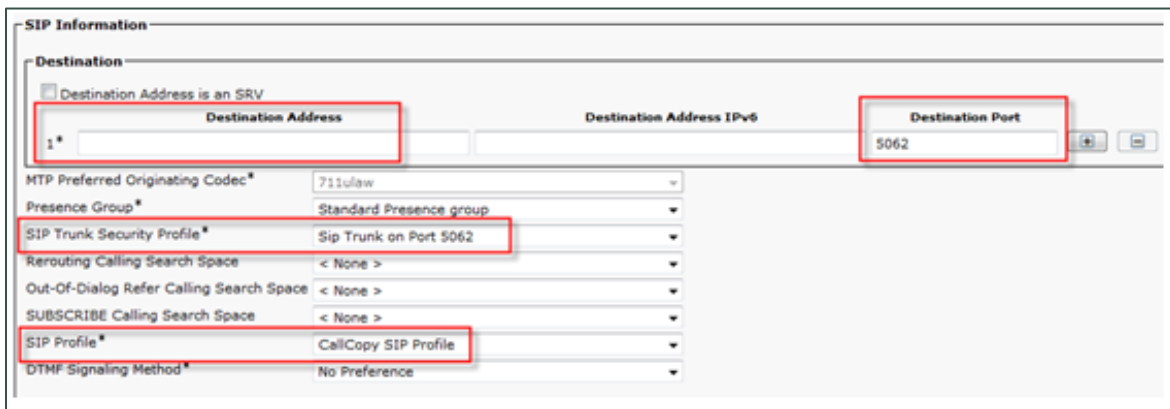 SIP Information
Destination
Destination Address is an SRV
Destination Address Destination Address IPv6 Destination Port
1* 5062
MTP Preferred Originating Codec* 711ulaw
Presence Group* Standard Presence group
SIP Trunk Security Profile* Sip Trunk on Port 5062
Rerouting Calling Search Space < None >
Out-Of-Dialog Refer Calling Search Space < None >
SUBSCRIBE Calling Search Space < None >
SIP Profile* CallCopy SIP Profile
DTMF Signaling Method* No Preference